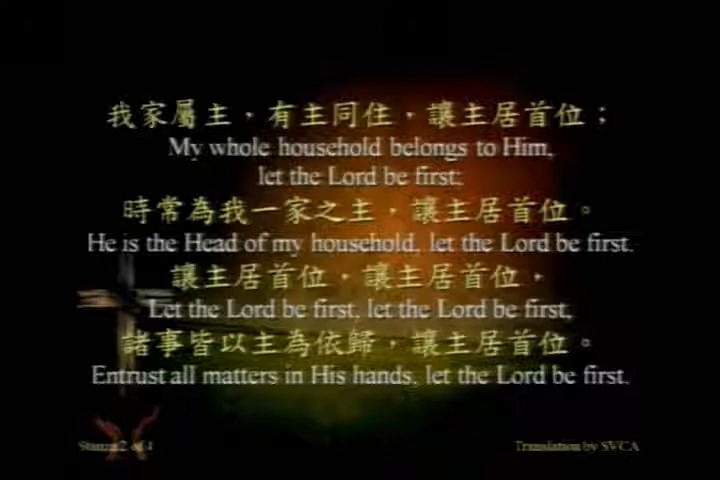 我家屬主，有主同住，讓主居首位；
My whole household belongs to Him,
let the Lord be first;
時常為我一家之主，讓主居首位。
He is the Head of my household, let the Lord be first.
讓主居首位，讓主居首位，
Let the Lord be first, let the Lord be first,
諸事皆以主為依歸，讓主居首位。
Entrust all matters in His hands, let the Lord be first.
Stanza 2 of 4
Translation by SVCA